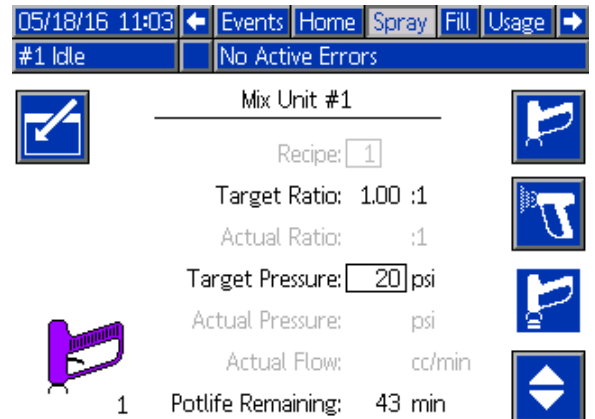 05/18/16 11:03 Events Home Spray Fill Usage
#1 Idle No Active Errors
Mix Unit #1
Recipe: 1
Target Ratio: 1.00 :1
Actual Ratio: :1
Target Pressure: 20 psi
Actual Pressure: psi
Actual Flow: cc/min
1 Potlife Remaining: 43 min